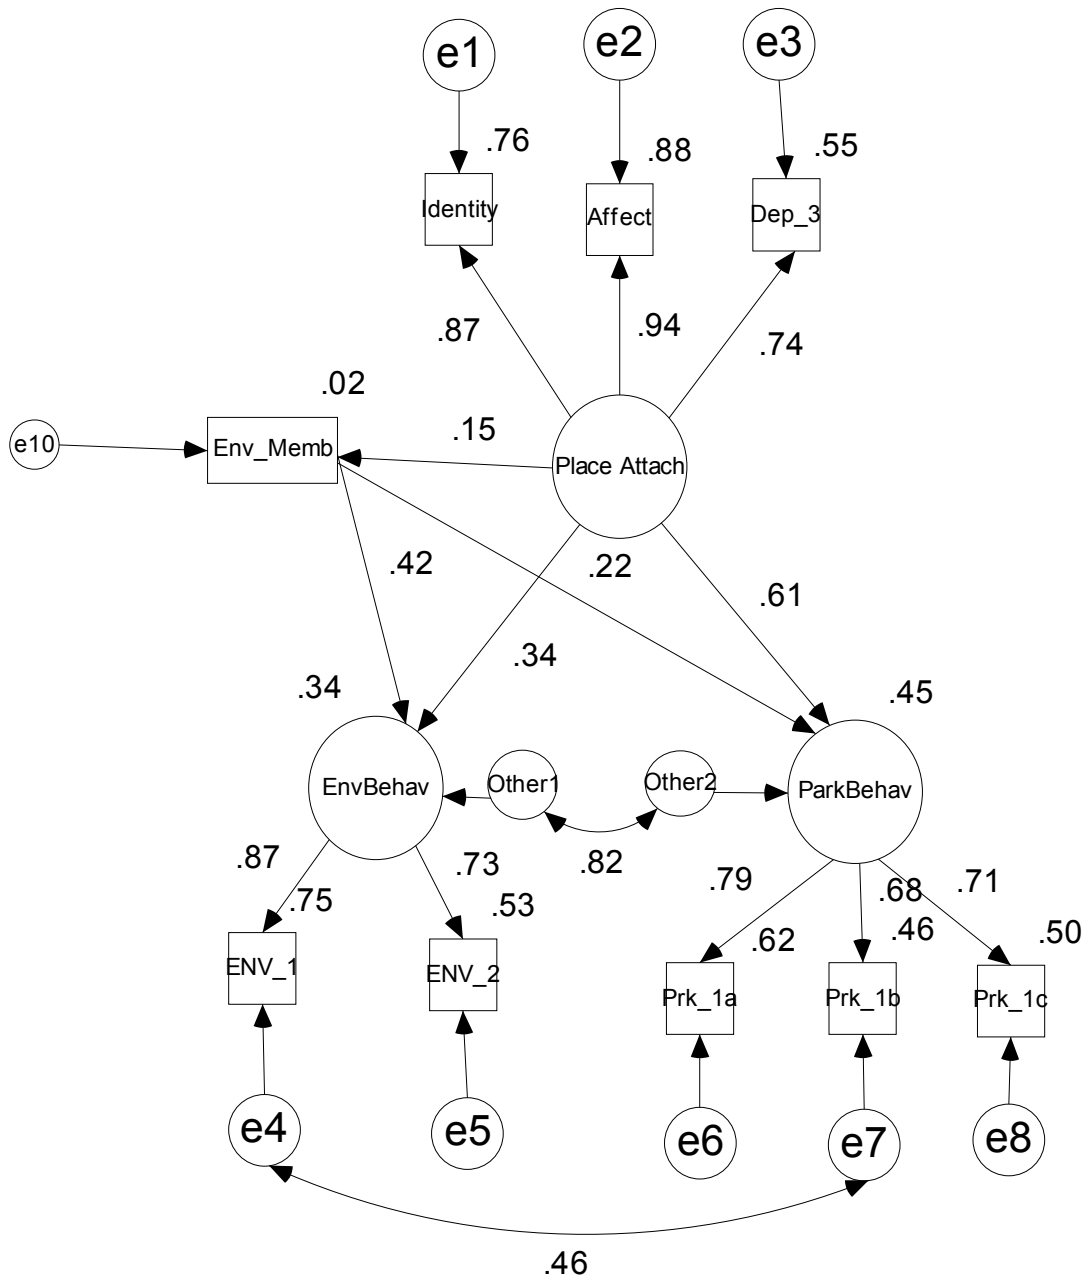 e1
e2
e3
.76
.88
.55
Identity
Affect
Dep_3
.87
.94
.74
.02
.15
e10
Env_Memb
Place Attach
.42
.22
.61
.34
.34
.45
EnvBehav
Other1
Other2
ParkBehav
.82
.87
.73
.79
.68
.71
.75
.53
.62
.46
.50
ENV_1
ENV_2
Prk_1a
Prk_1b
Prk_1c
e4
e5
e6
e7
e8
.46